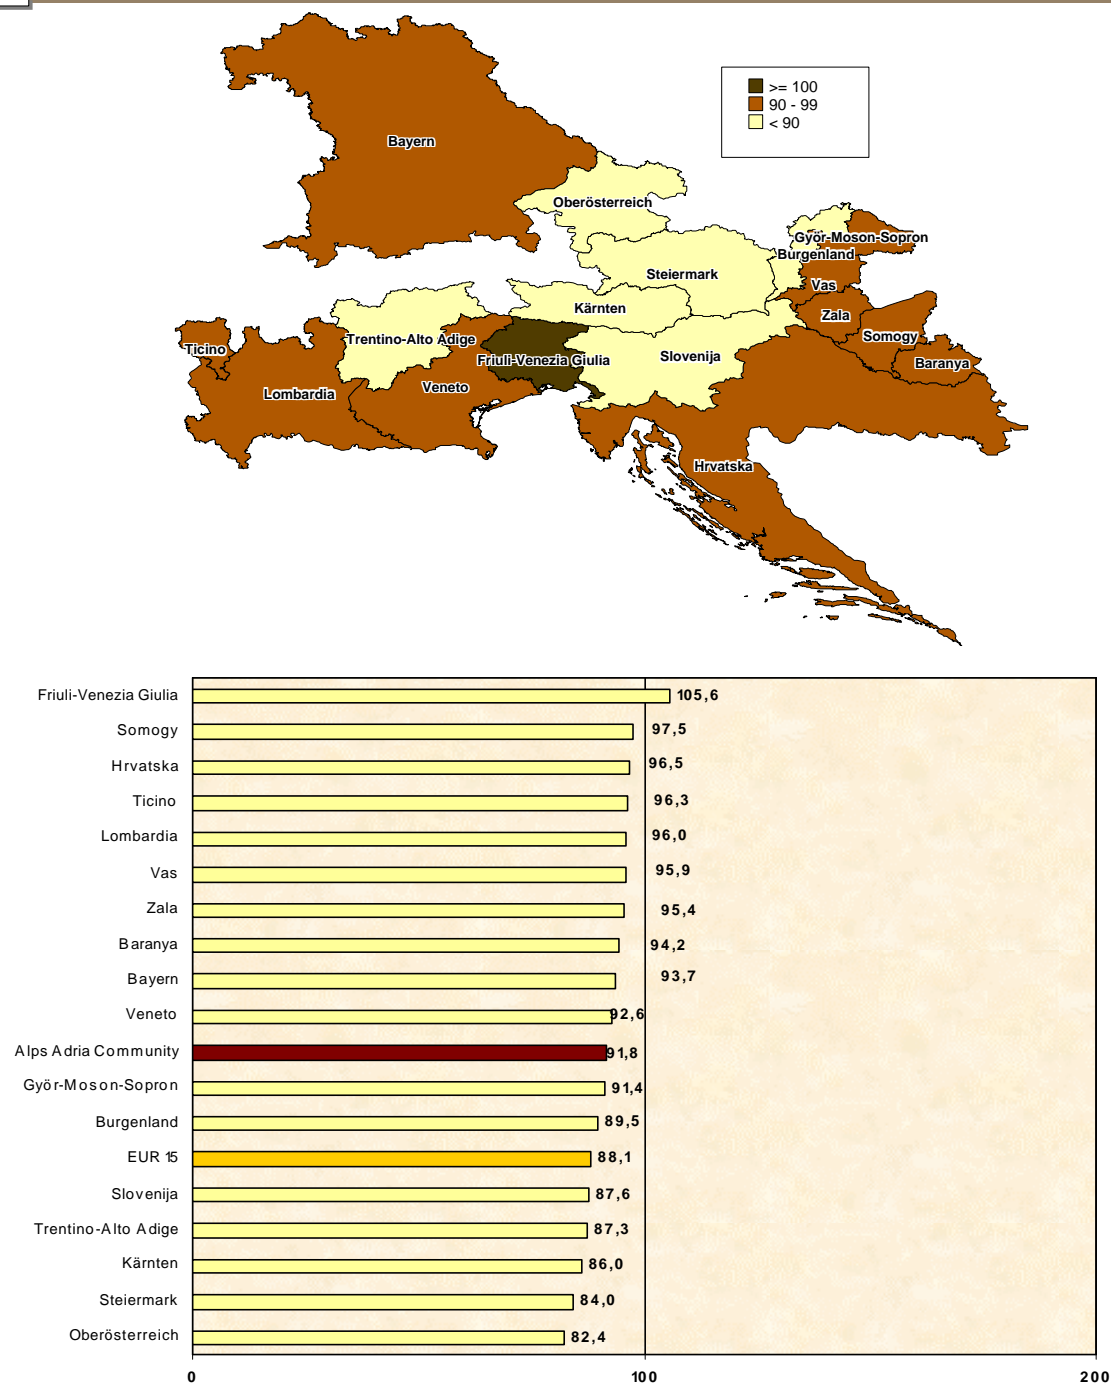 >= 100
90 - 99
< 90
Bayern
Oberösterreich
Györ-Moson-Sopron
Burgenland
Steiermark
Vas
Kärnten
Zala
Somogy
Ticino
Trentino-Alto Adige
Friuli-Venezia Giulia
Slovenija
Baranya
Veneto
Lombardia
Hrvatska
Friuli-Venezia Giulia 105,6
Somogy 97,5
Hrvatska 96,5
Ticino 96,3
Lombardia 96,0
Vas 95,9
Zala 95,4
Baranya 94,2
Bayern 93,7
Veneto 92,6
Alps Adria Community 91,8
Györ-Moson-Sopron 91,4
Burgenland 89,5
EUR 15 88,1
Slovenija 87,6
Trentino-Alto Adige 87,3
Kärnten 86,0
Steiermark 84,0
Oberösterreich 82,4
0 100 200